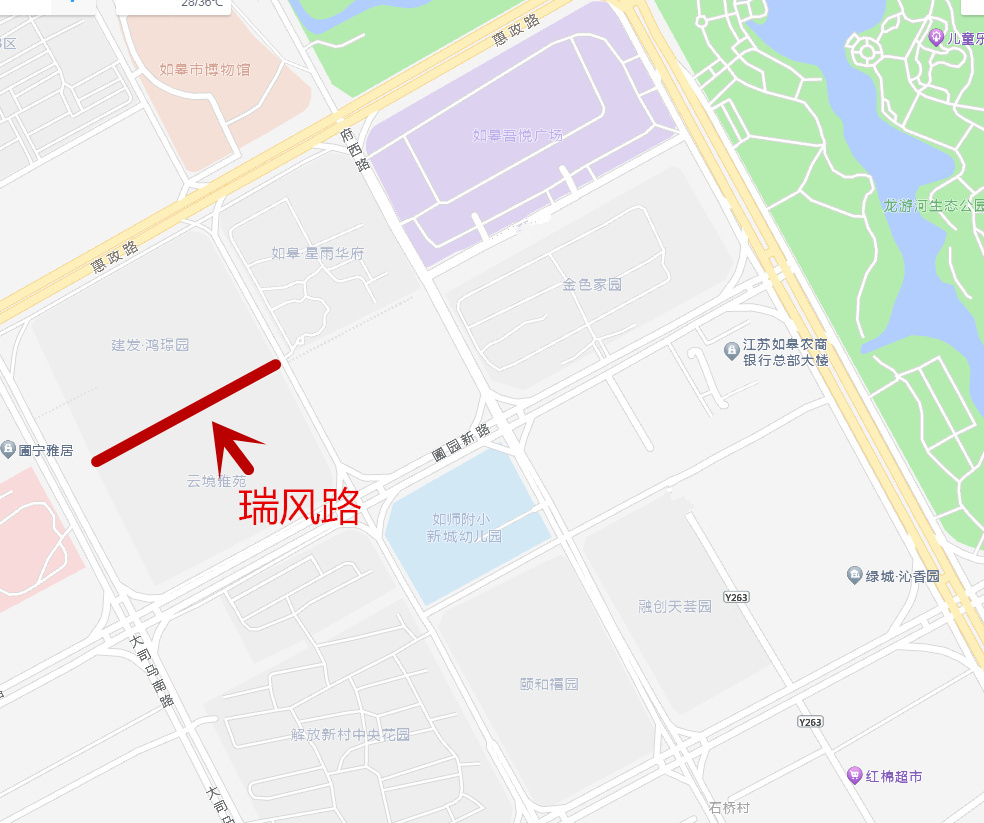 28/36℃
区
如皋市博物馆
惠政路
儿童乐
府西路
如皋吾悦广场
龙游河生态公园
惠政路
如皋·星雨华府
金色家园
建发·鸿璟园
江苏如皋农商
银行总部大楼
圃宁雅居
圃园新路
云境雅苑
瑞风路
如师附小
新城幼儿园
绿城·沁香园
Y263
融创天荟园
大司马南路
颐和禧园
Y263
解放新村中央花园
红棉超市
大司马
石桥村